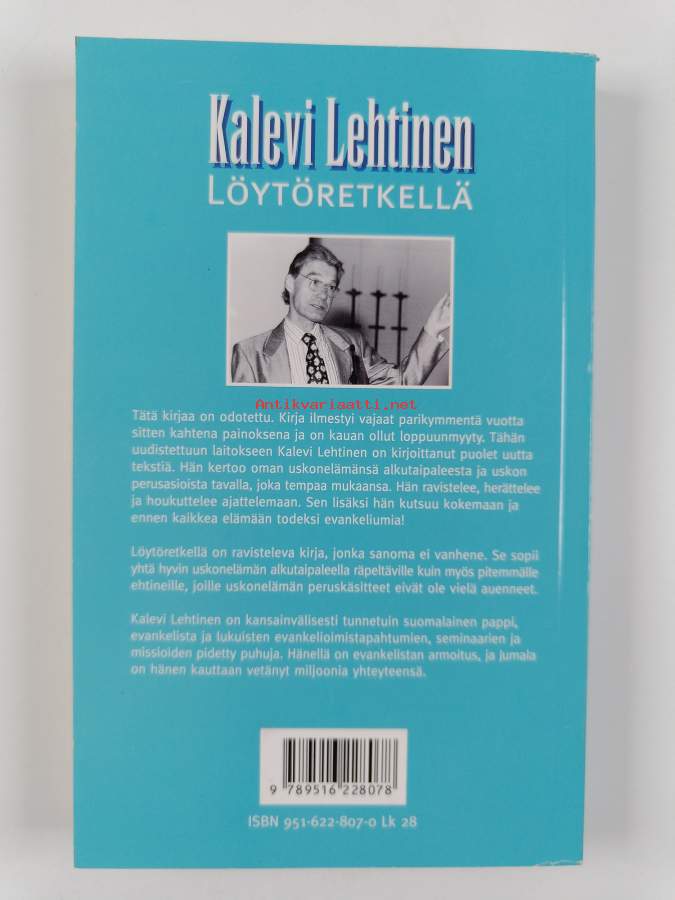 Kalevi Lehtinen
LÖYTÖRETKELLÄ
Antikvariaatti.net
Tätä kirjaa on odotettu. Kirja ilmestyi vajaat parikymmentä vuotta
sitten kahtena painoksena ja on kauan ollut loppuunmyyty. Tähän
uudistettuun laitokseen Kalevi Lehtinen on kirjoittanut puolet uutta
tekstiä. Hän kertoo oman uskonelämänsä alkutaipaleesta ja uskon
perusasioista tavalla, joka tempaa mukaansa. Hän ravistelee, herättelee
ja houkuttelee ajattelemaan. Sen lisäksi hän kutsuu kokemaan ja
ennen kaikkea elämään todeksi evankeliumia!
Löytöretkellä on ravisteleva kirja, jonka sanoma ei vanhene. Se sopii
yhtä hyvin uskonelämän alkutaipaleella räpeltäville kuin myös pitemmälle
ehtineille, joille uskonelämän peruskäsitteet eivät ole vielä auenneet.
Kalevi Lehtinen on kansainvälisesti tunnetuin suomalainen pappi,
evankelista ja lukuisten evankelioimistapahtumien, seminaarien ja
missioiden pidetty puhuja. Hänellä on evankelistan armoitus, ja Jumala
on hänen kauttaan vetänyt miljoonia yhteyteensä.
9 789516 228078
ISBN 951-622-807-0 Lk 28